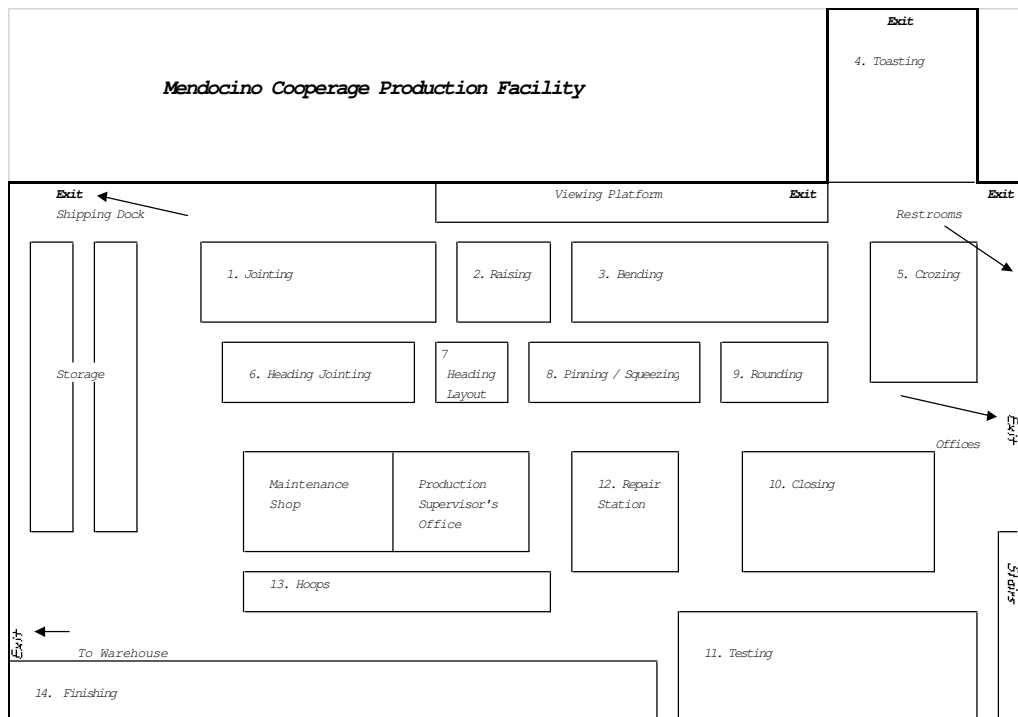 Exit
4. Toasting
Mendocino Cooperage Production Facility
Exit
Shipping Dock
Viewing Platform
Exit
Exit
Restrooms
1. Jointing
2. Raising
3. Bending
5. Crozing
Storage
6. Heading Jointing
7
Heading
Layout
8. Pinning / Squeezing
9. Rounding
Exit
Offices
Maintenance
Shop
Production
Supervisor's
Office
12. Repair
Station
10. Closing
13. Hoops
Stairs
Exit
To Warehouse
11. Testing
14. Finishing